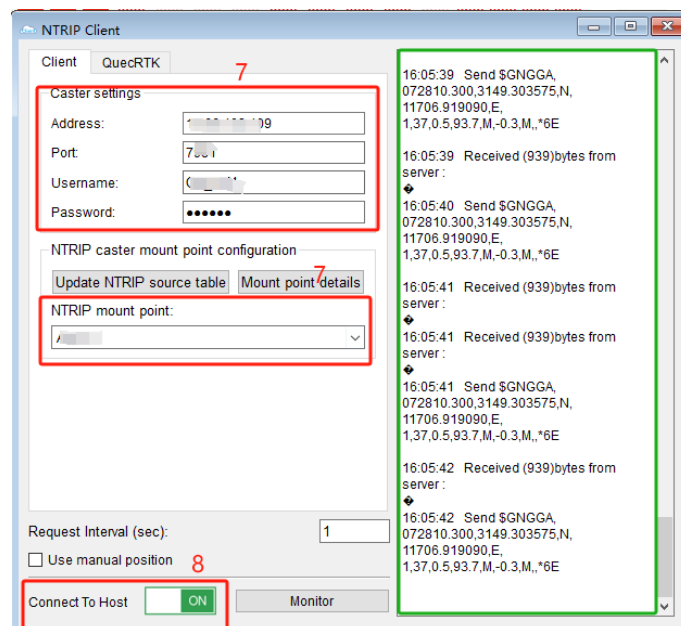 NTRIP Client
Client QuecRTK
7
Caster settings
Address:
Port:
Username:
Password: ●●●●●●
NTRIP caster mount point configuration
Update NTRIP source table Mount point details
7
NTRIP mount point:
Request Interval (sec): 1
Use manual position
8
Connect To Host ON Monitor
16:05:39 Send $GNGGA,
072810.300,3149.303575,N,
11706.919090,E,
1,37,0.5,93.7,M,-0.3,M,,*6E
16:05:39 Received (939)bytes from
server :
�
16:05:40 Send $GNGGA,
072810.300,3149.303575,N,
11706.919090,E,
1,37,0.5,93.7,M,-0.3,M,,*6E
16:05:41 Received (939)bytes from
server :
�
16:05:41 Received (939)bytes from
server :
�
16:05:41 Send $GNGGA,
072810.300,3149.303575,N,
11706.919090,E,
1,37,0.5,93.7,M,-0.3,M,,*6E
16:05:42 Received (939)bytes from
server :
�
16:05:42 Send $GNGGA,
072810.300,3149.303575,N,
11706.919090,E,
1,37,0.5,93.7,M,-0.3,M,,*6E